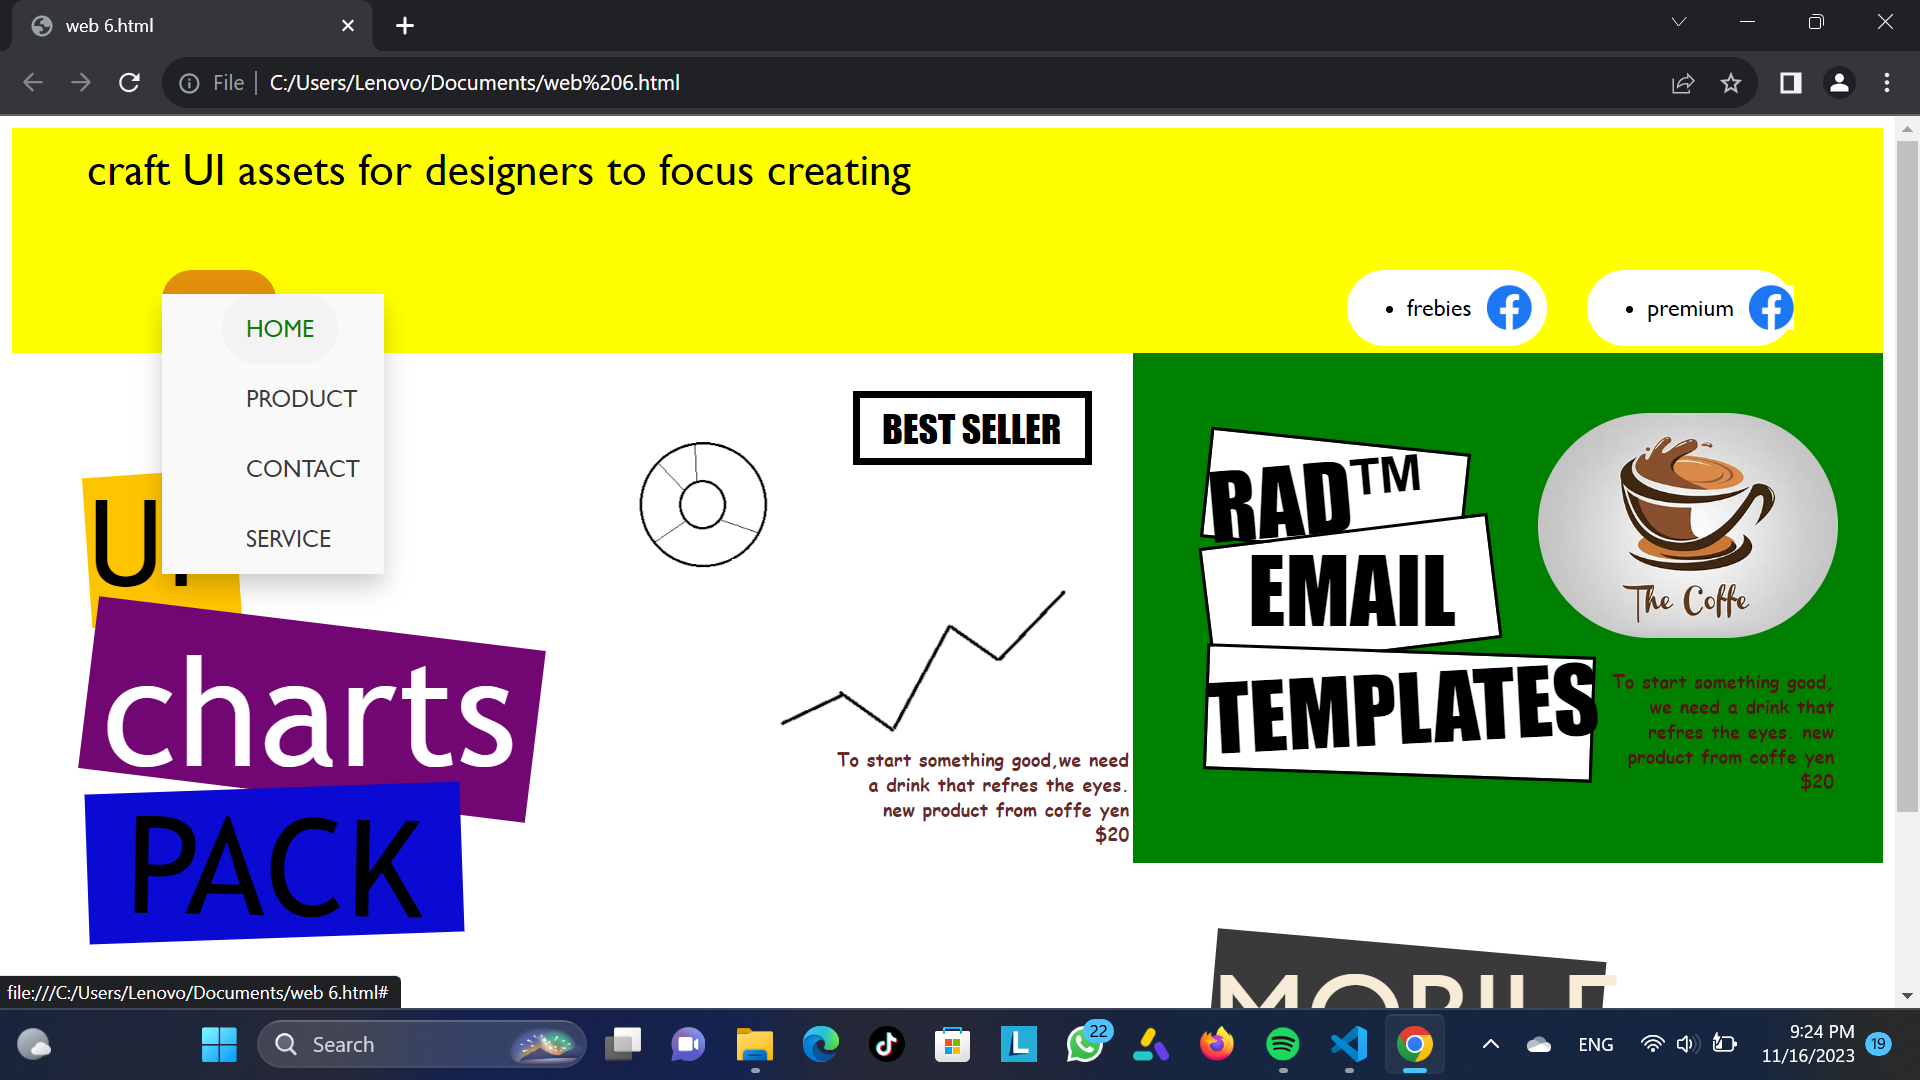 web 6.html
File
C:/Users/Lenovo/Documents/web%206.html
craft UI assets for designers to focus creating
frebies
premium
HOME
PRODUCT
CONTACT
SERVICE
BEST SELLER
RAD™
EMAIL
TEMPLATES
The Coffe
charts
PACK
To start something good,we need
a drink that refres the eyes.
new product from coffe yen
$20
To start something good,
we need a drink that
refres the eyes. new
product from coffe yen
$20
MOBILE
file:///C:/Users/Lenovo/Documents/web 6.html#
Search
22
ENG
9:24 PM
11/16/2023
19